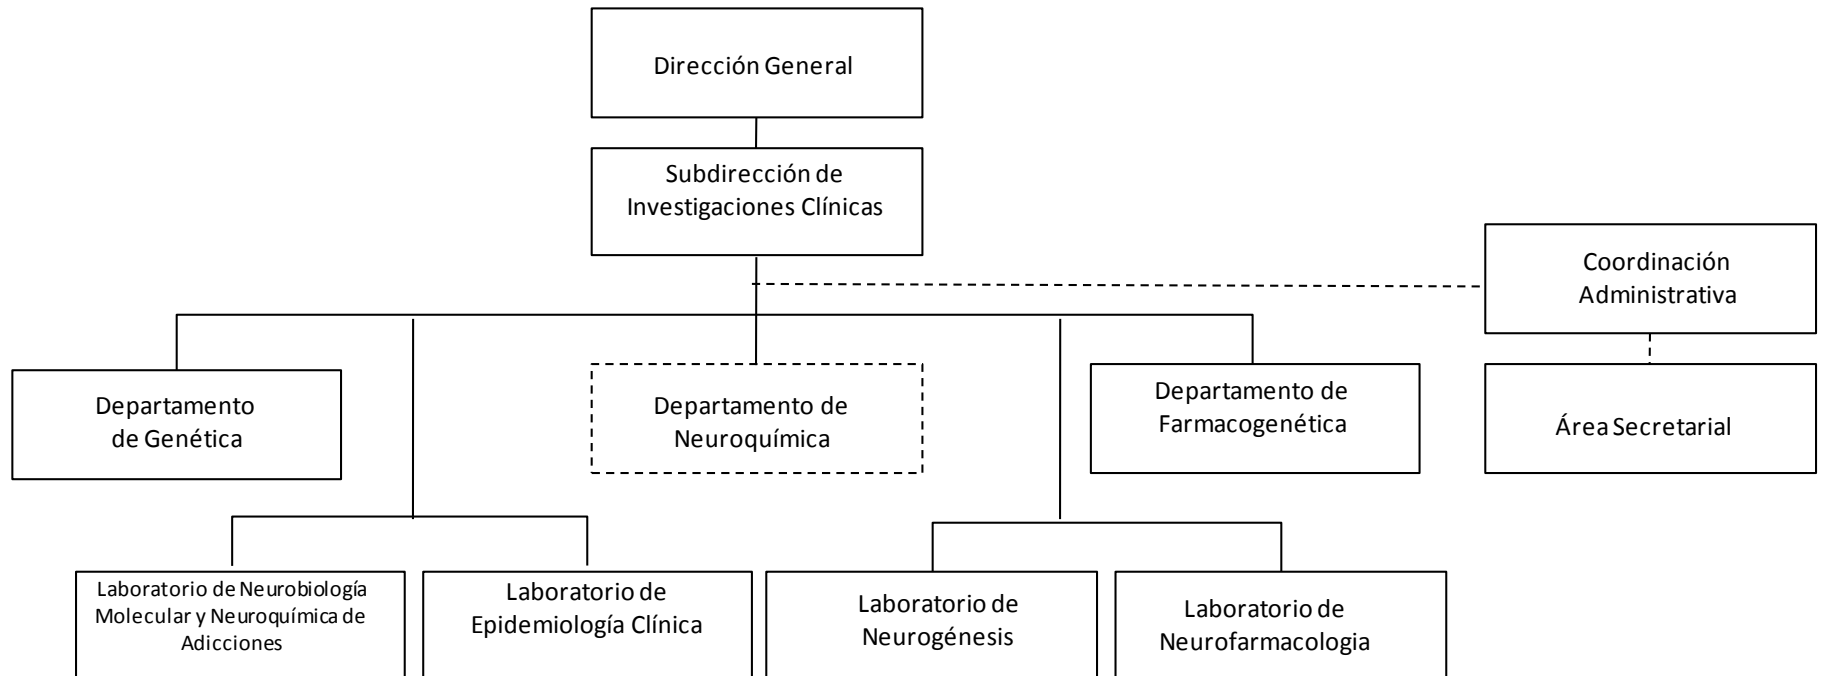 Dirección General
Subdirección de
Investigaciones Clínicas
Coordinación
Administrativa
Departamento
de Genética
Departamento de
Neuroquímica
Departamento de
Farmacogenética
Área Secretarial
Laboratorio de Neurobiología
Molecular y Neuroquímica de
Adicciones
Laboratorio de
Epidemiología Clínica
Laboratorio de
Neurogénesis
Laboratorio de
Neurofarmacologia